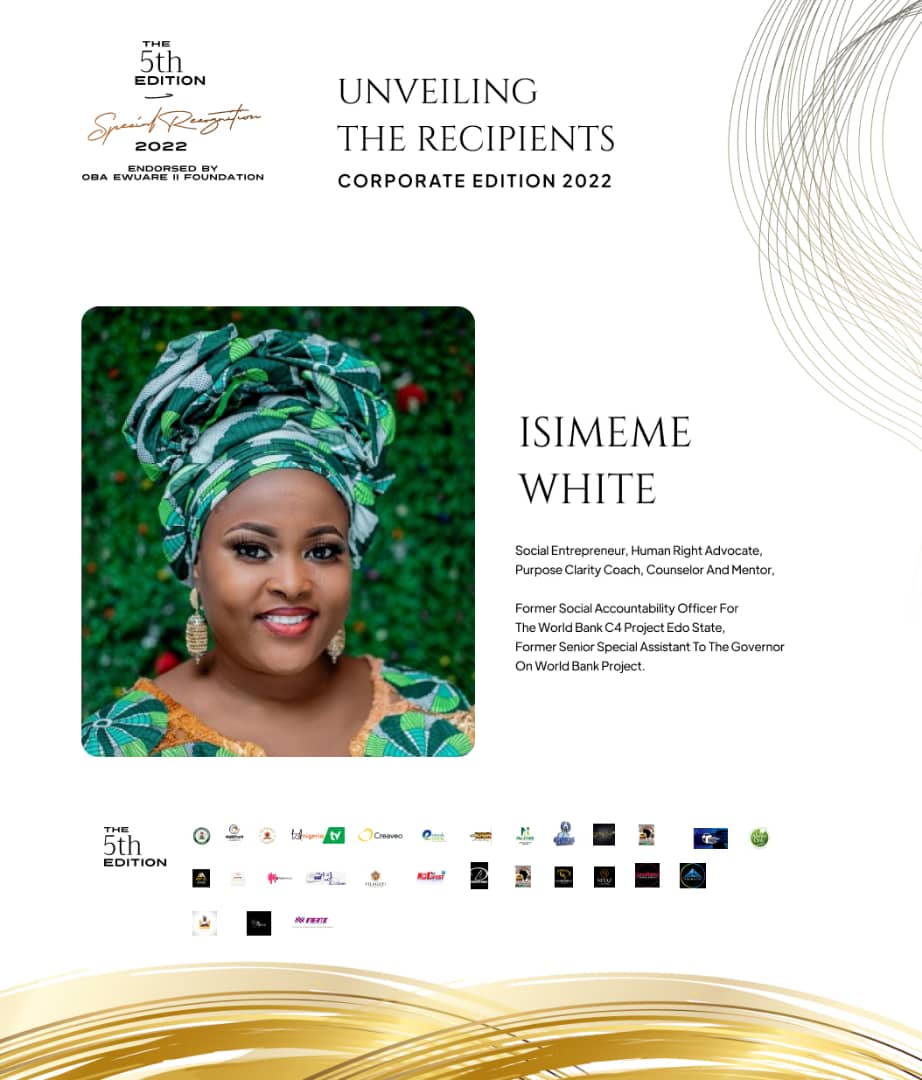 THE
5th
EDITION
Special Recognition
2022
ENDORSED BY
OBA EWUARE II FOUNDATION
UNVEILING
THE RECIPIENTS
CORPORATE EDITION 2022
ISIMEME
WHITE
Social Entrepreneur, Human Right Advocate,
Purpose Clarity Coach, Counselor And Mentor,
Former Social Accountability Officer For
The World Bank C4 Project Edo State,
Former Senior Special Assistant To The Governor
On World Bank Project.
THE
5th
EDITION
tv
Creaveo